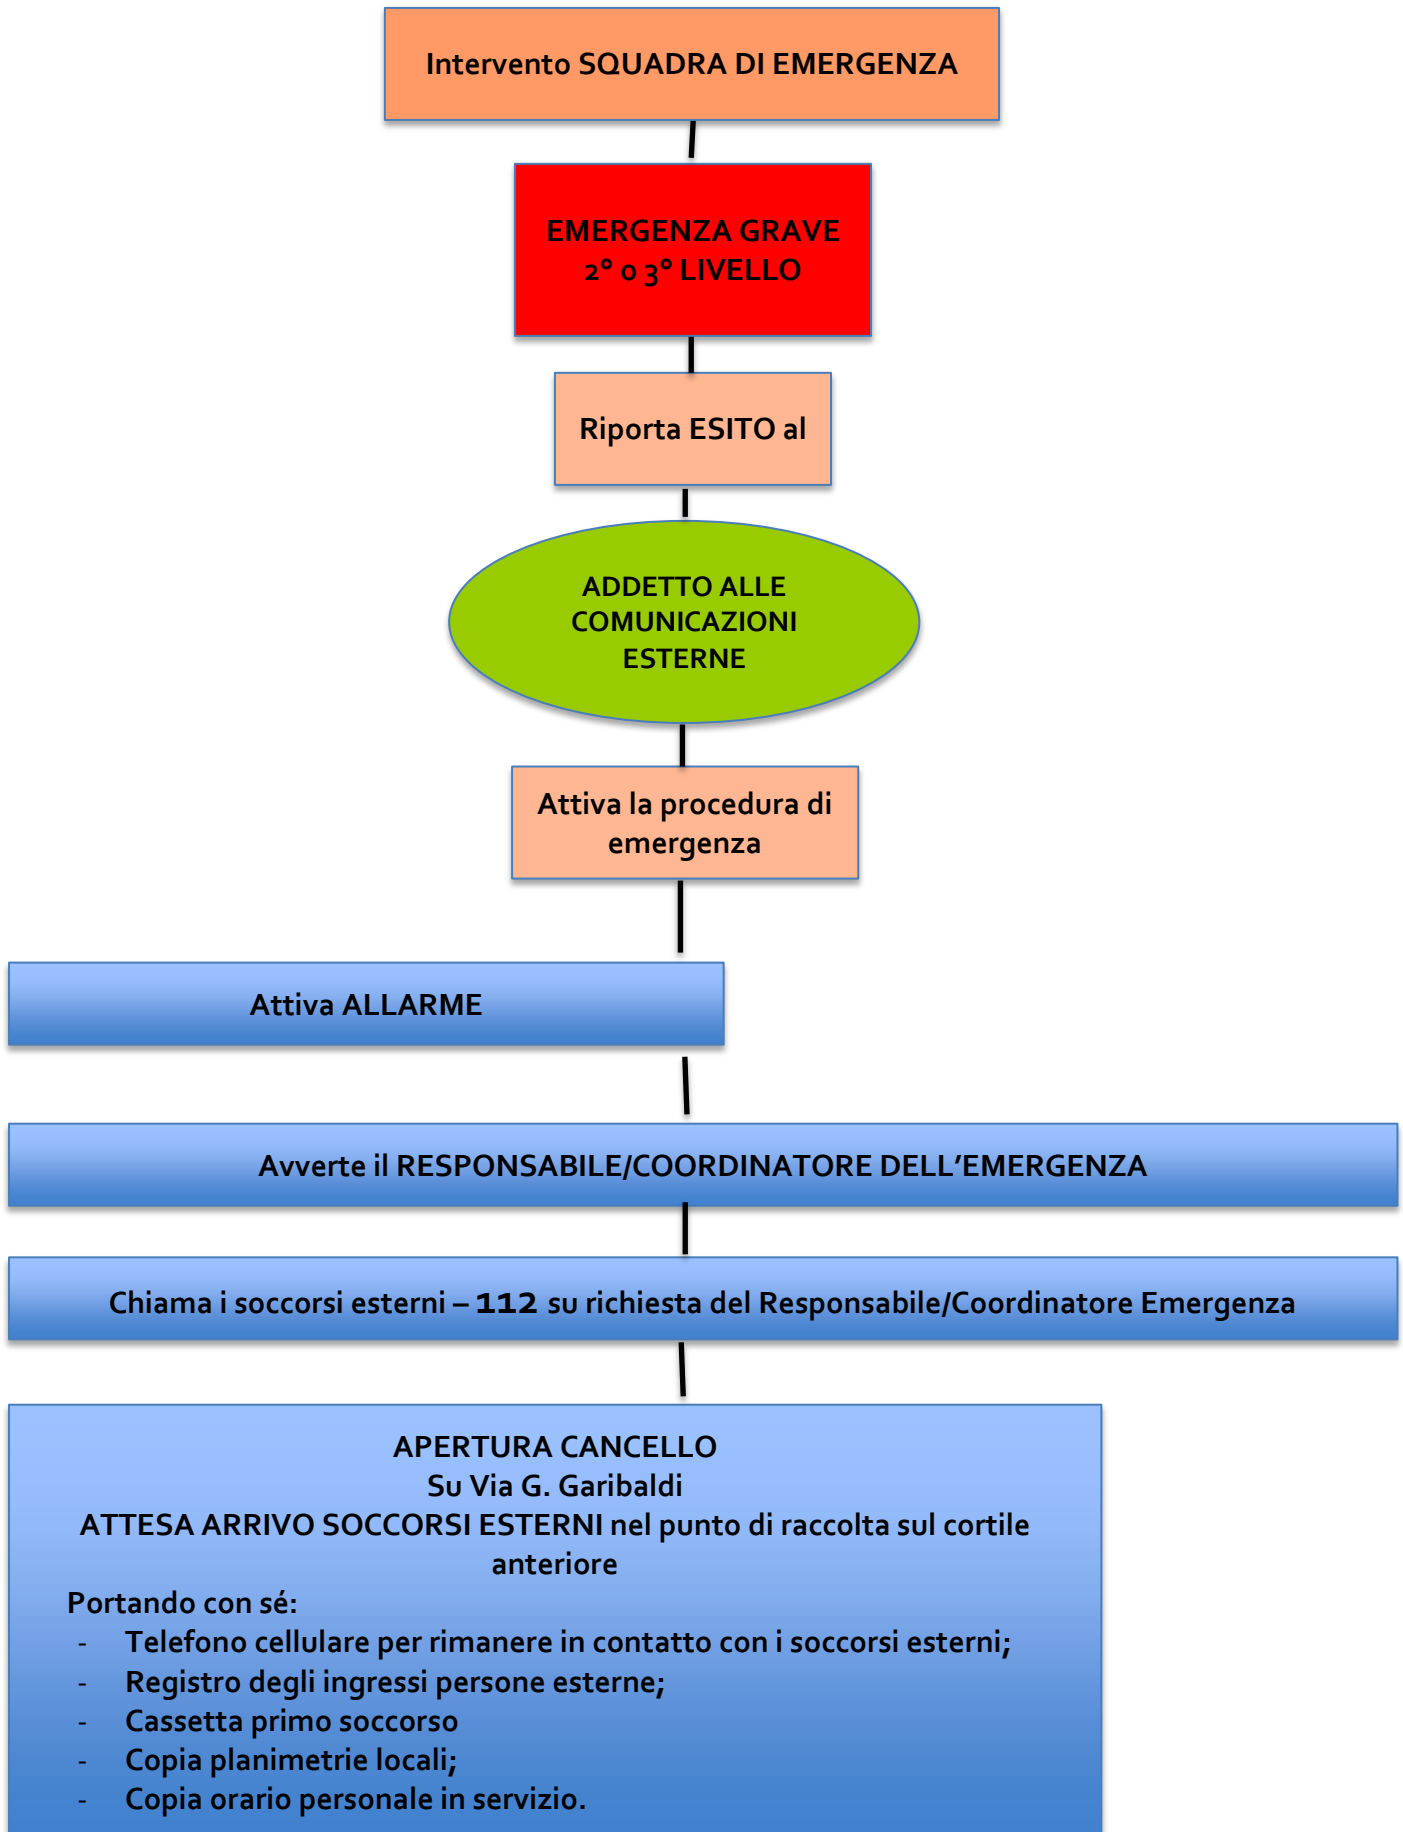 Intervento SQUADRA DI EMERGENZA
EMERGENZA GRAVE
2° o 3° LIVELLO
Riporta ESITO al
ADDETTO ALLE
COMUNICAZIONI
ESTERNE
Attiva la procedura di
emergenza
Attiva ALLARME
Avverte il RESPONSABILE/COORDINATORE DELL’EMERGENZA
Chiama i soccorsi esterni – 112 su richiesta del Responsabile/Coordinatore Emergenza
APERTURA CANCELLO
Su Via G. Garibaldi
ATTESA ARRIVO SOCCORSI ESTERNI nel punto di raccolta sul cortile
anteriore
Portando con sé:
- Telefono cellulare per rimanere in contatto con i soccorsi esterni;
- Registro degli ingressi persone esterne;
- Cassetta primo soccorso
- Copia planimetrie locali;
- Copia orario personale in servizio.